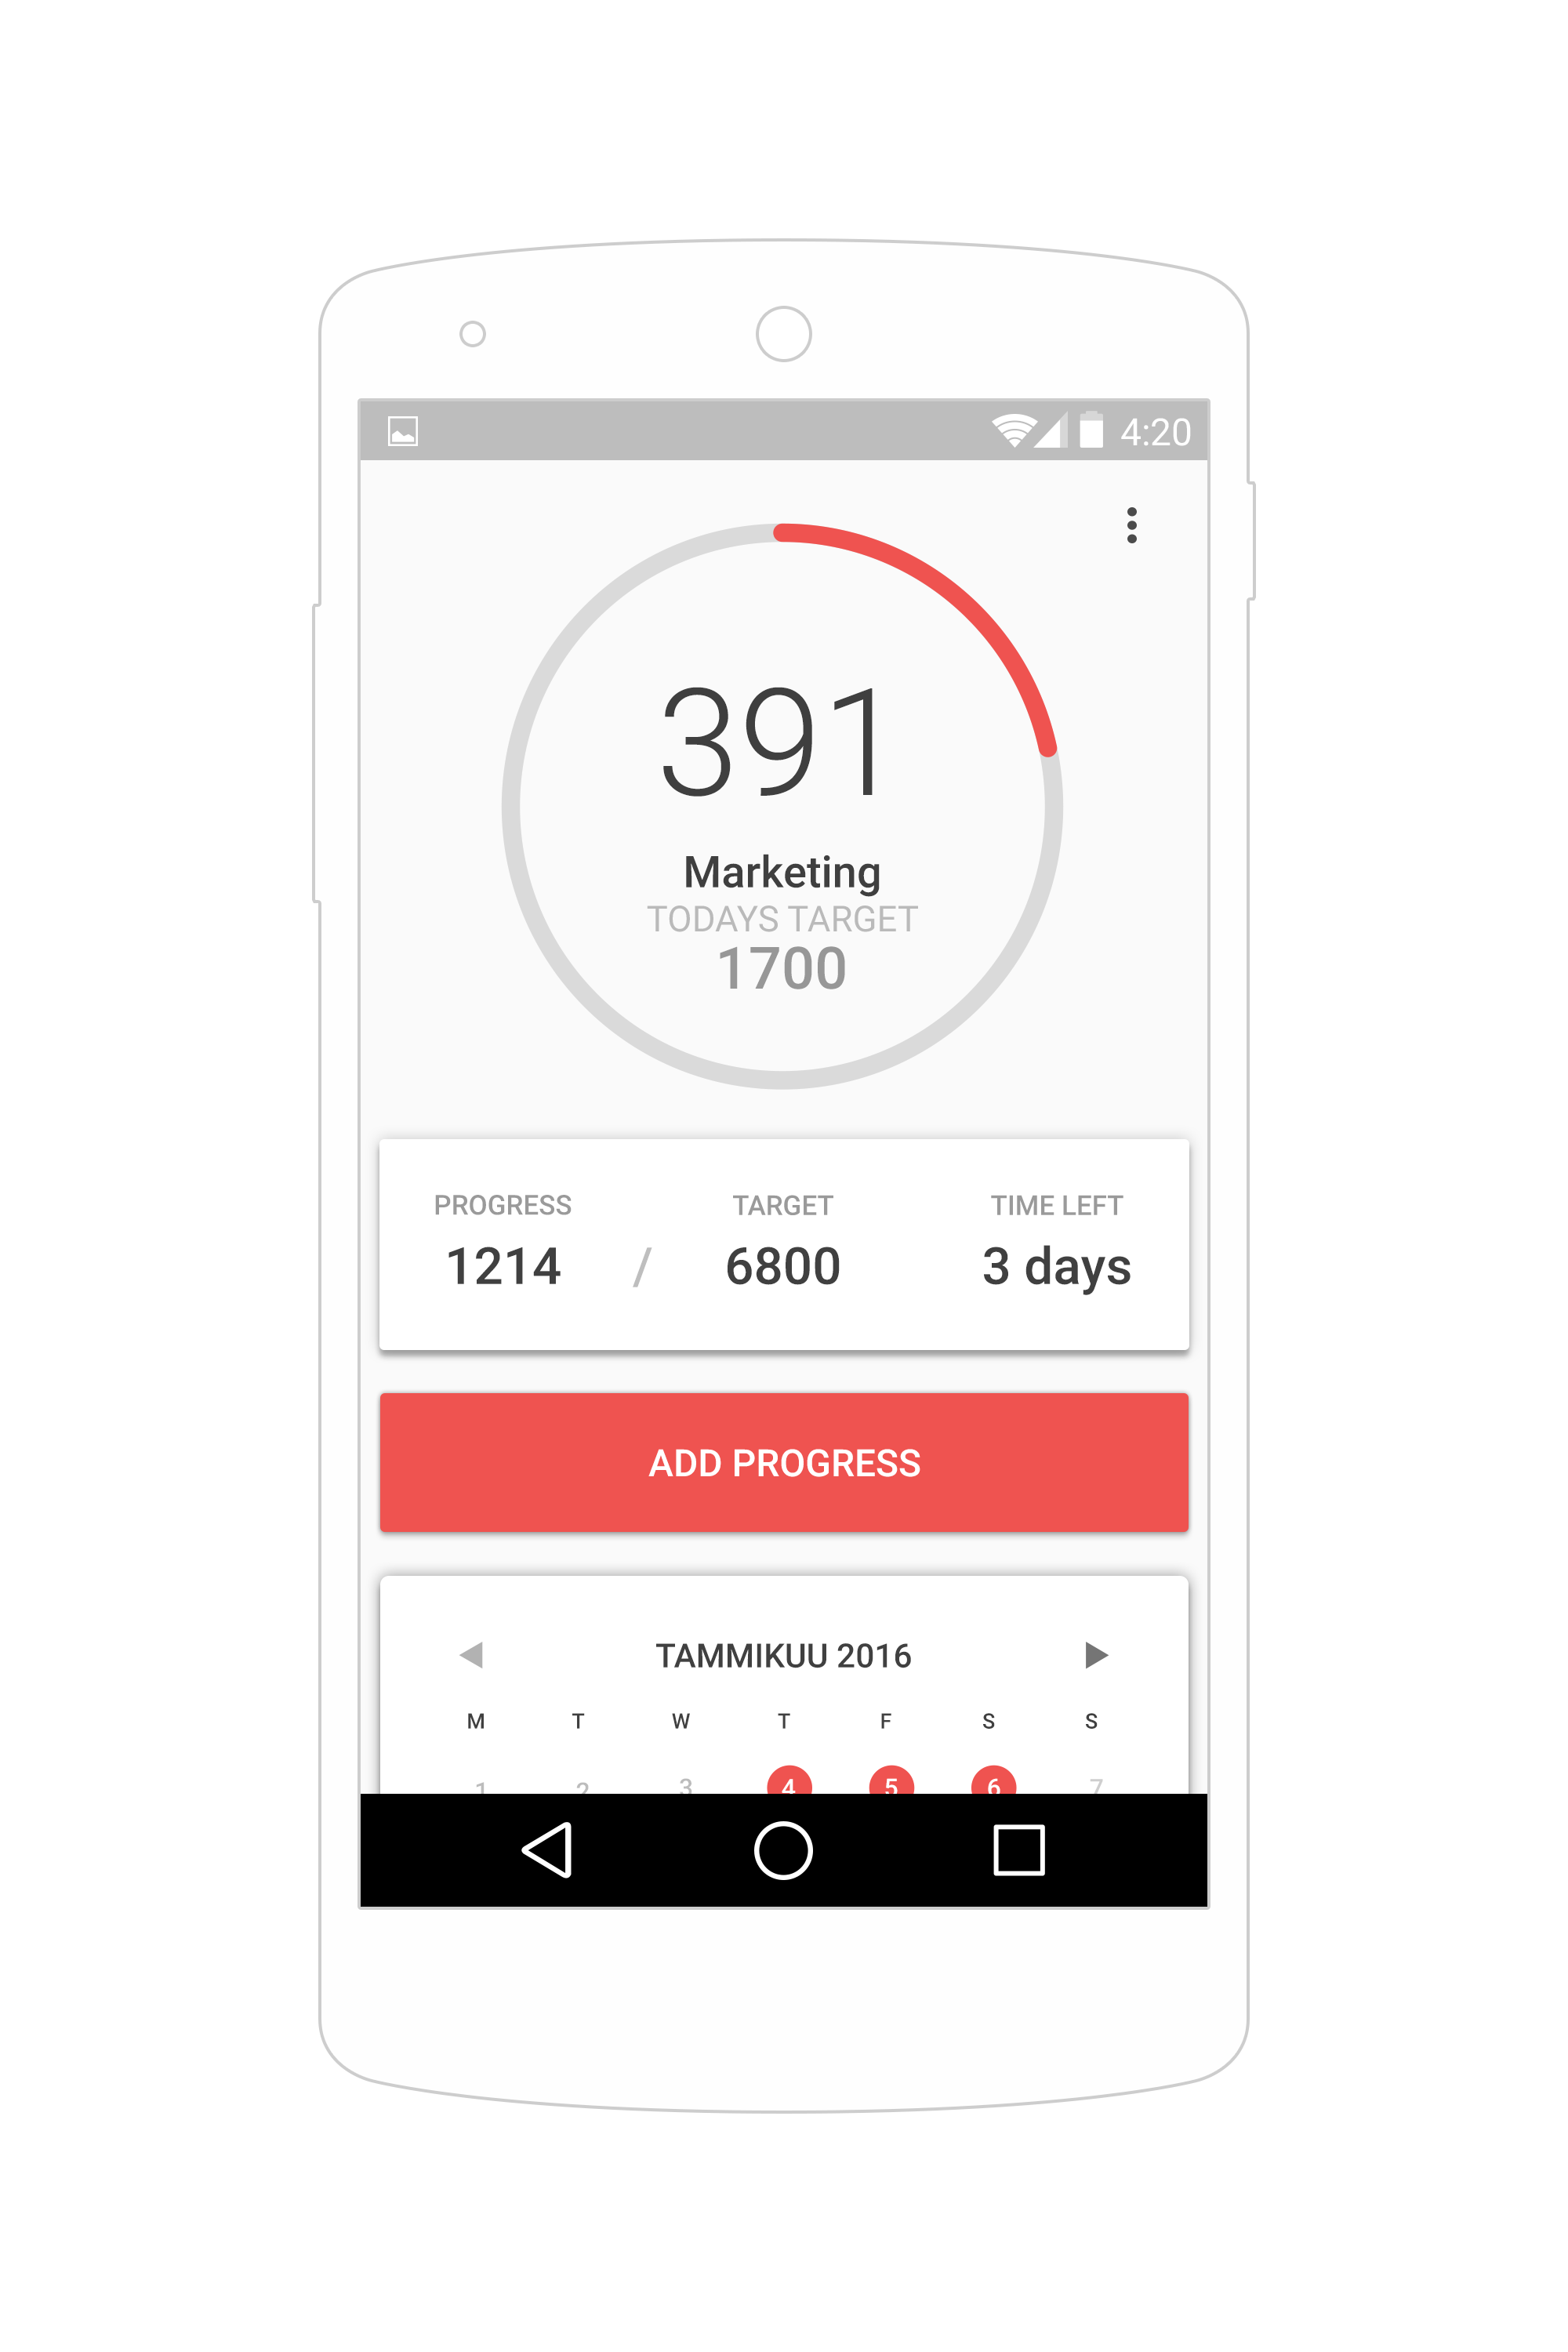 4:20
391
Marketing
TODAYS TARGET
1700
PROGRESS TARGET TIME LEFT
1214 / 6800 3 days
ADD PROGRESS
TAMMIKUU 2016
M T W T F S S
1 2 3 4 5 6 7